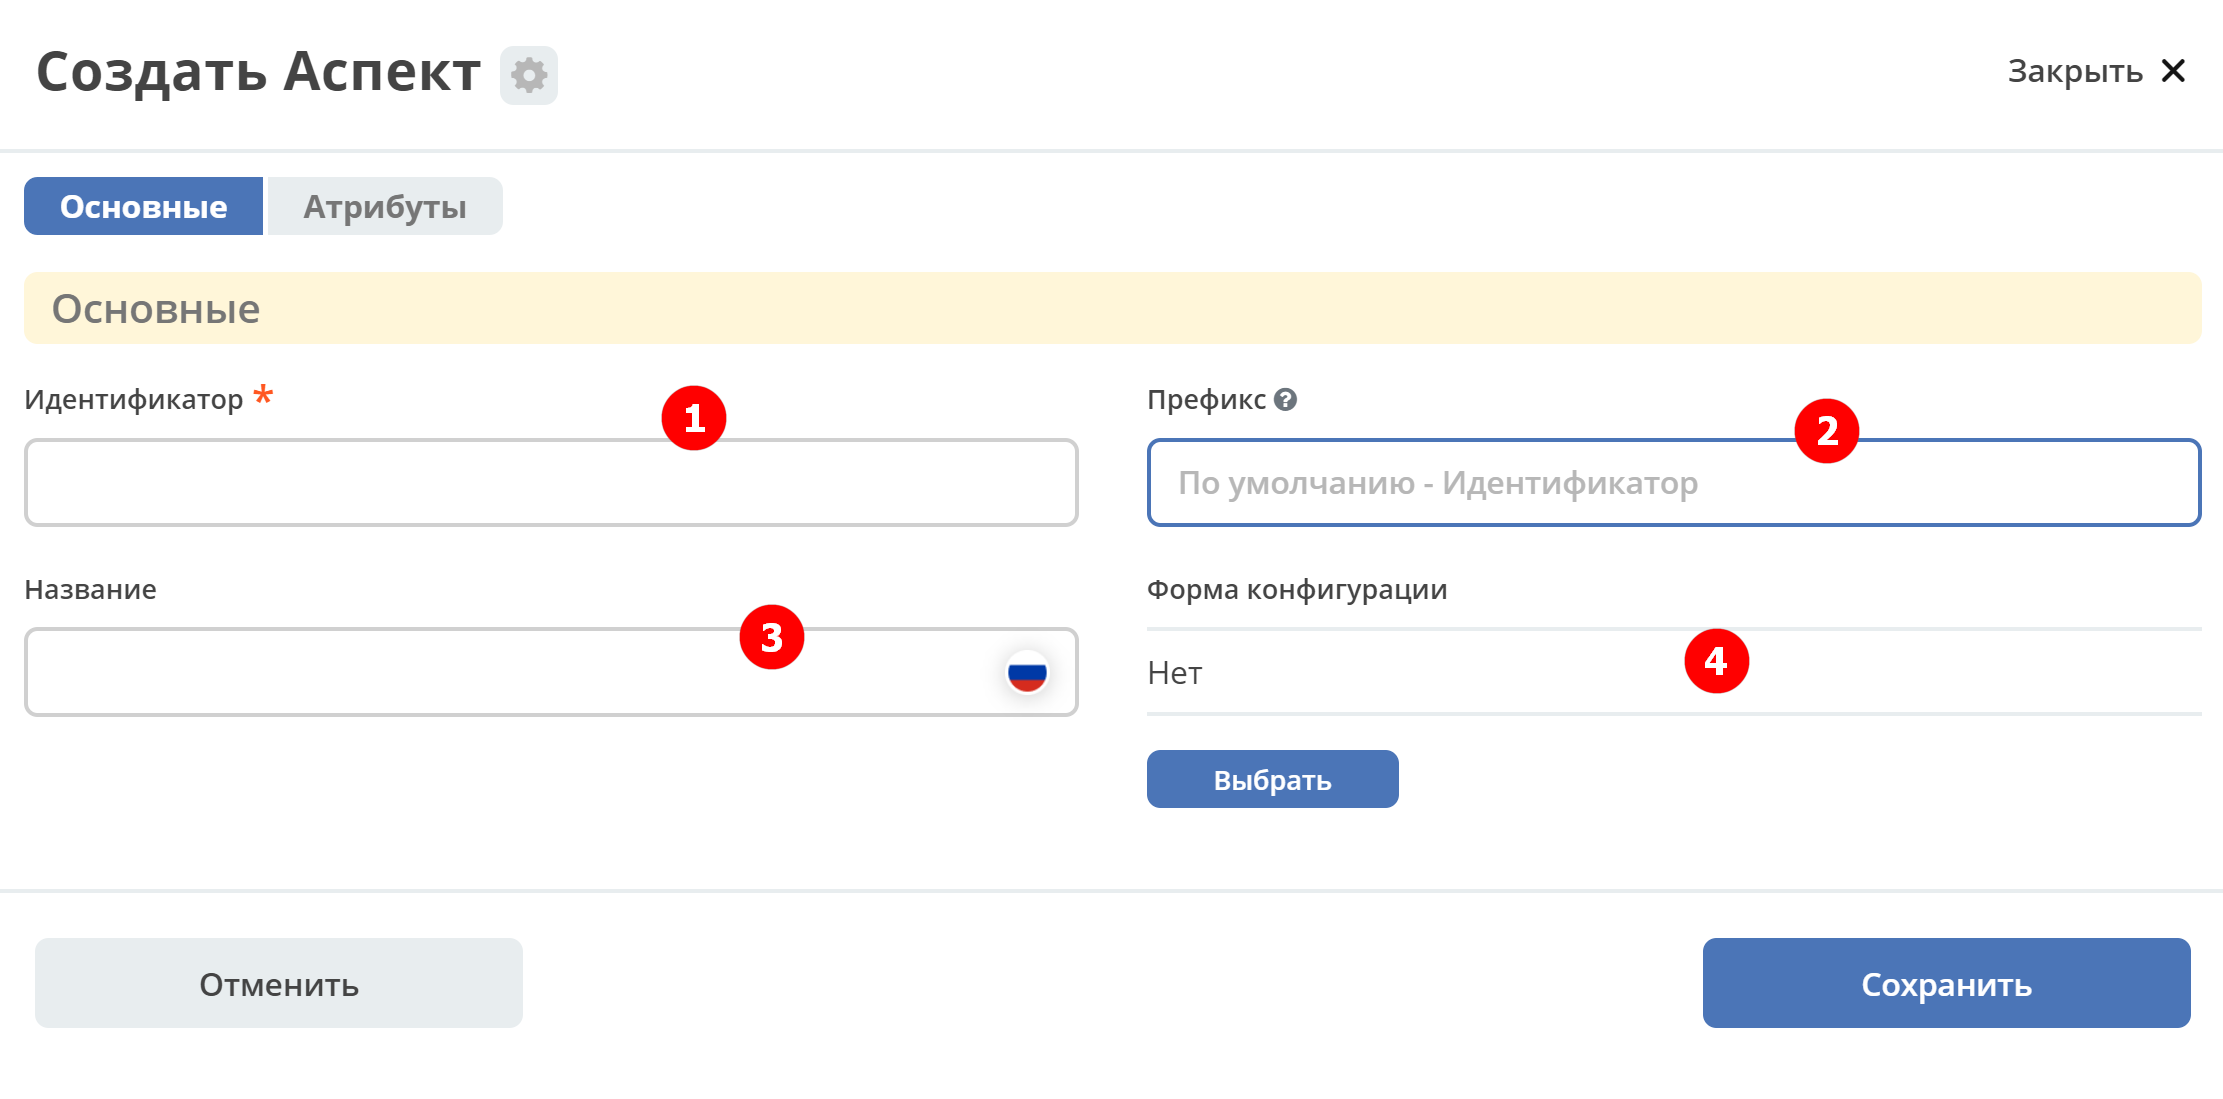 Создать Аспект
Закрыть
Основные
Атрибуты
Основные
Идентификатор *
1
Префикс ?
2
По умолчанию - Идентификатор
Название
3
Форма конфигурации
Нет
4
Выбрать
Отменить
Сохранить